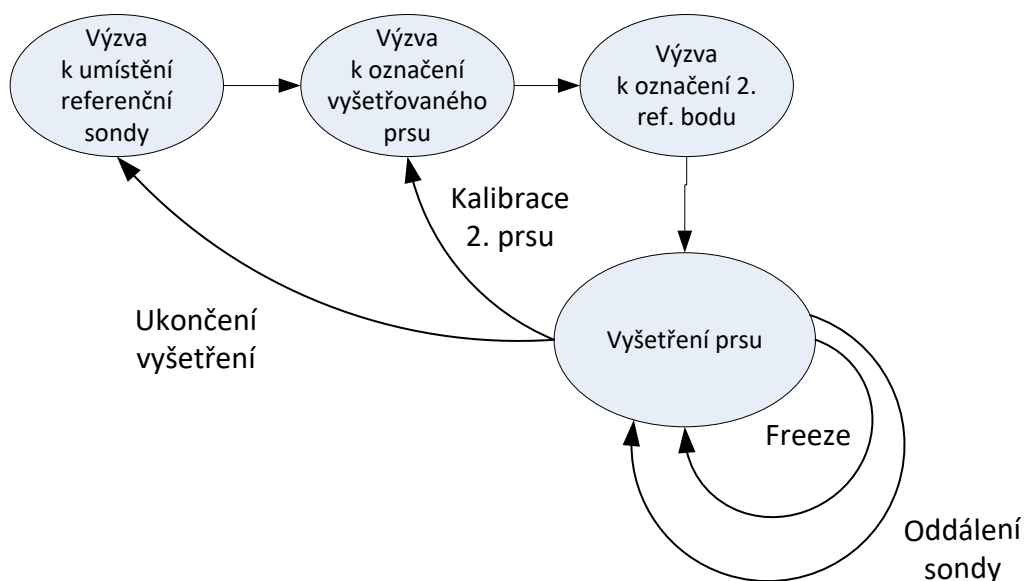 Výzva
k umístění
referenční
sondy
Výzva
k označení
vyšetřovaného
prsu
Výzva
k označení 2.
ref. bodu
Kalibrace
2. prsu
Ukončení
vyšetření
Vyšetření prsu
Freeze
Oddálení
sondy